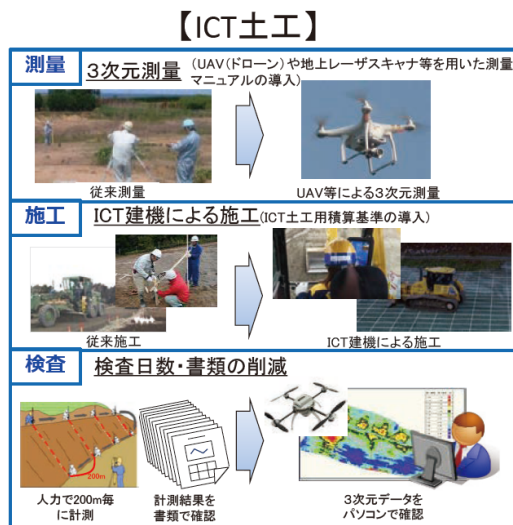 【ICT土工】
測量
3次元測量 (UAV(ドローン)や地上レーザスキャナ等を用いた測量
マニュアルの導入)
従来測量
UAV等による3次元測量
施工
ICT建機による施工(ICT土工用積算基準の導入)
従来施工
ICT建機による施工
検査
検査日数・書類の削減
200m
人力で200m毎
に計測
計測結果を
書類で確認
3次元データを
パソコンで確認